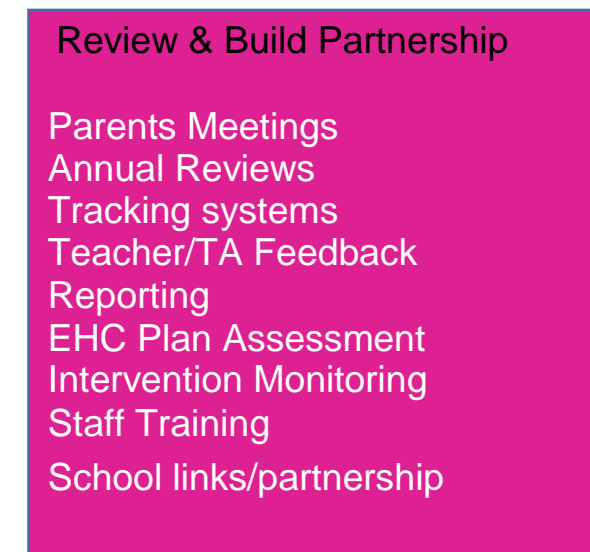 Review & Build Partnership
Parents Meetings
Annual Reviews
Tracking systems
Teacher/TA Feedback
Reporting
EHC Plan Assessment
Intervention Monitoring
Staff Training
School links/partnership